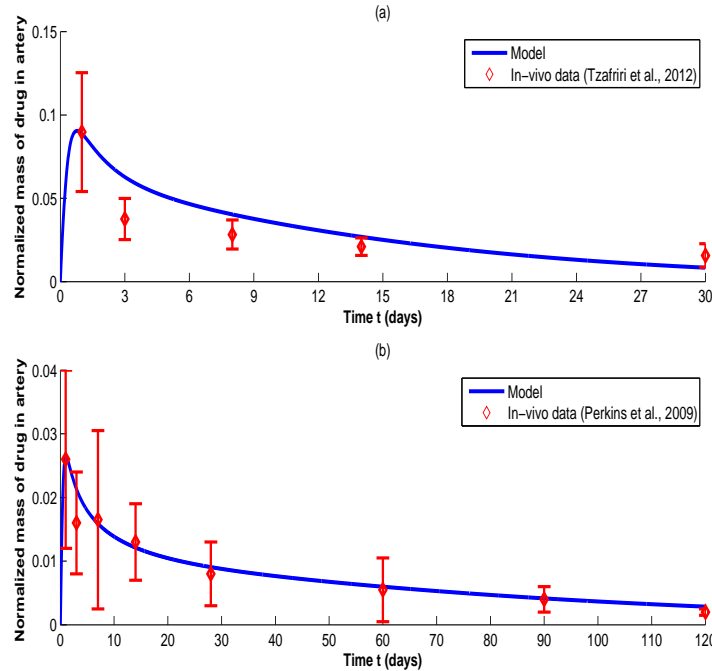 (a)
0.15
0.1
0.05
0
Normalized mass of drug in artery
Model
In-vivo data (Tzafriri et al., 2012)
0 3 6 9 12 15 18 21 24 27 30
Time t (days)
(b)
0.04
0.03
0.02
0.01
0
Normalized mass of drug in artery
Model
In-vivo data (Perkins et al., 2009)
0 10 20 30 40 50 60 70 80 90 100 110 120
Time t (days)